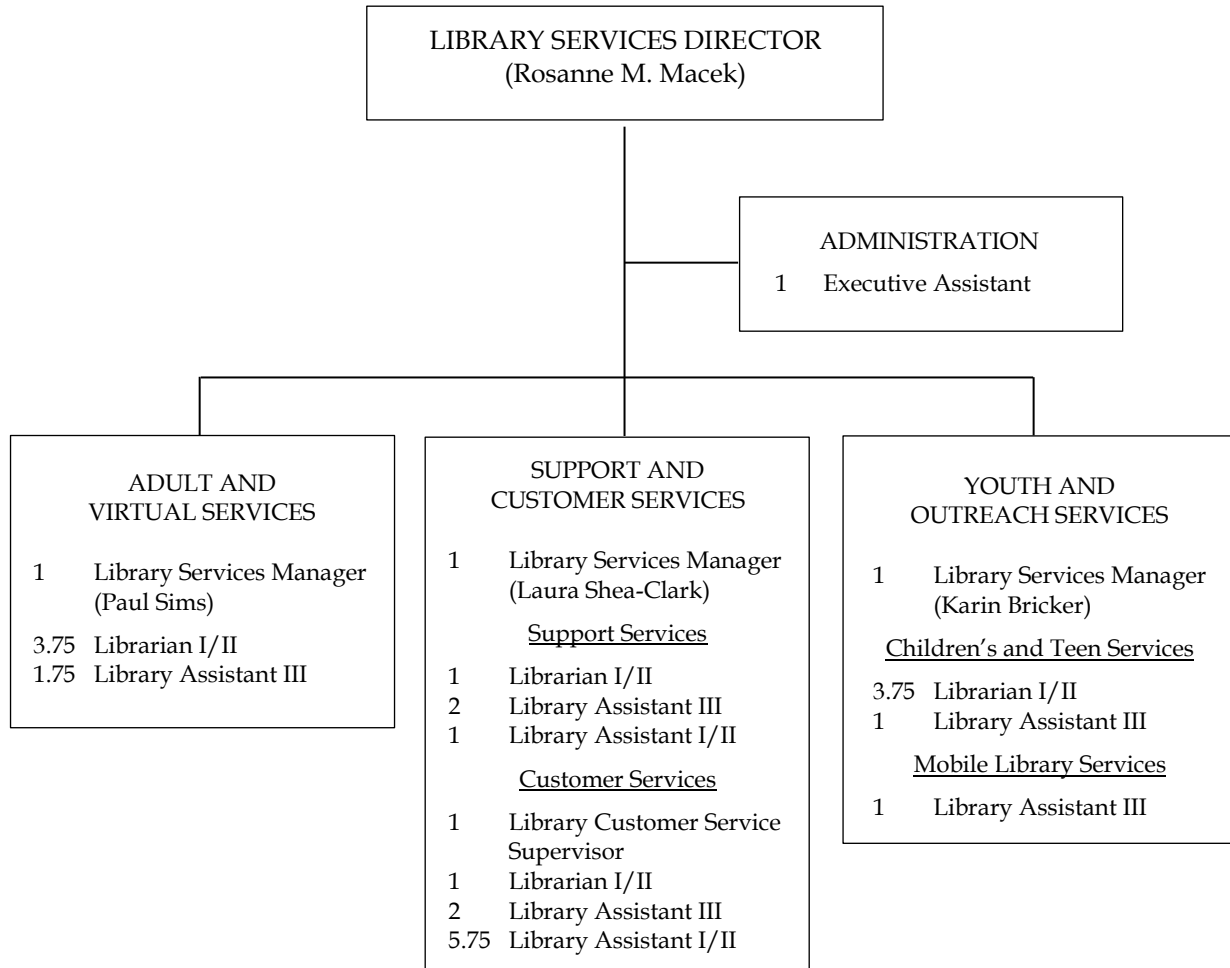 LIBRARY SERVICES DIRECTOR
(Rosanne M. Macek)
ADMINISTRATION
1 Executive Assistant
ADULT AND
VIRTUAL SERVICES
1 Library Services Manager
(Paul Sims)
3.75 Librarian I/II
1.75 Library Assistant III
SUPPORT AND
CUSTOMER SERVICES
1 Library Services Manager
(Laura Shea-Clark)
Support Services
1 Librarian I/II
2 Library Assistant III
1 Library Assistant I/II
Customer Services
1 Library Customer Service
Supervisor
1 Librarian I/II
2 Library Assistant III
5.75 Library Assistant I/II
YOUTH AND
OUTREACH SERVICES
1 Library Services Manager
(Karin Bricker)
Children’s and Teen Services
3.75 Librarian I/II
1 Library Assistant III
Mobile Library Services
1 Library Assistant III